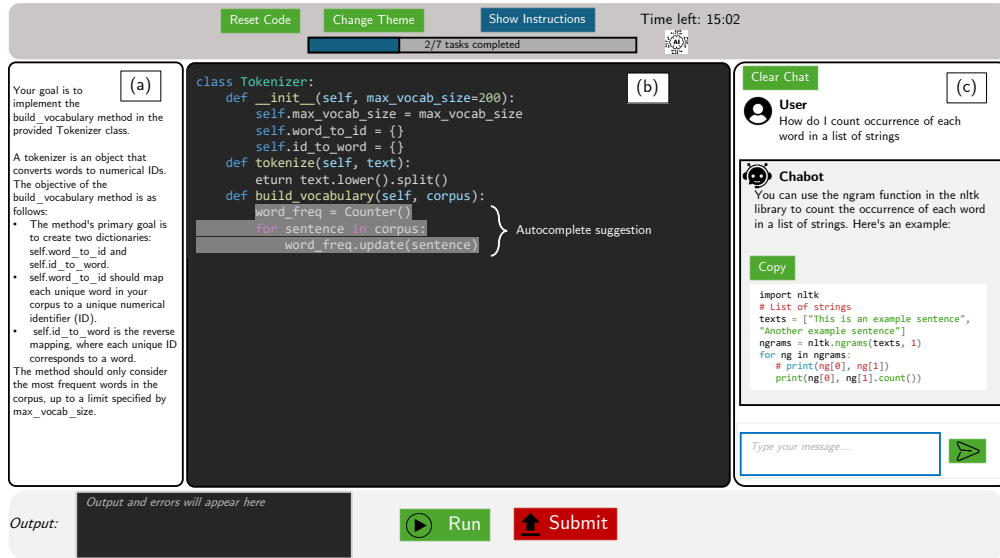 Reset Code
Change Theme
Show Instructions
Time left: 15:02
2/7 tasks completed
AI
(a)
Your goal is to
implement the
build_vocabulary method in the
provided Tokenizer class.
A tokenizer is an object that
converts words to numerical IDs.
The objective of the
build_vocabulary method is as
follows:
• The method's primary goal is
to create two dictionaries:
self.word_to_id and
self.id_to_word.
• self.word_to_id should map
each unique word in your
corpus to a unique numerical
identifier (ID).
• self.id_to_word is the reverse
mapping, where each unique ID
corresponds to a word.
The method should only consider
the most frequent words in the
corpus, up to a limit specified by
max_vocab_size.
(b)
class Tokenizer:
def __init__(self, max_vocab_size=200):
self.max_vocab_size = max_vocab_size
self.word_to_id = {}
self.id_to_word = {}
def tokenize(self, text):
eturn text.lower().split()
def build_vocabulary(self, corpus):
word_freq = Counter()
for sentence in corpus:
word_freq.update(sentence)
Autocomplete suggestion
Clear Chat
(c)
User
How do I count occurrence of each
word in a list of strings
Chabot
You can use the ngram function in the nltk
library to count the occurrence of each word
in a list of strings. Here's an example:
Copy
import nltk
# List of strings
texts = ["This is an example sentence",
"Another example sentence"]
ngrams = nltk.ngrams(texts, 1)
for ng in ngrams:
# print(ng[0], ng[1])
print(ng[0], ng[1].count())
Type your message....
Output:
Output and errors will appear here
Run
Submit